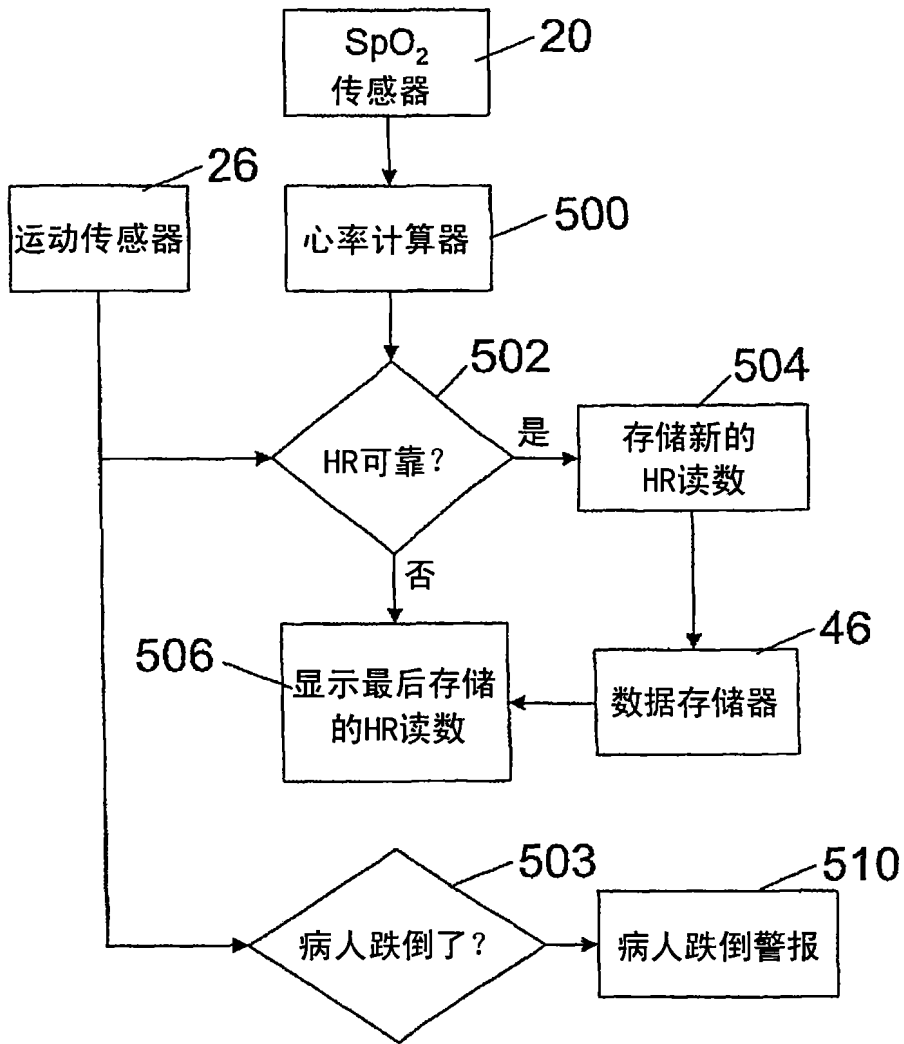 SpO₂
传感器
20
26
运动传感器
心率计算器
500
502
504
HR可靠？
是
存储新的
HR读数
否
506
显示最后存储
的HR读数
46
数据存储器
503
510
病人跌倒了？
病人跌倒警报